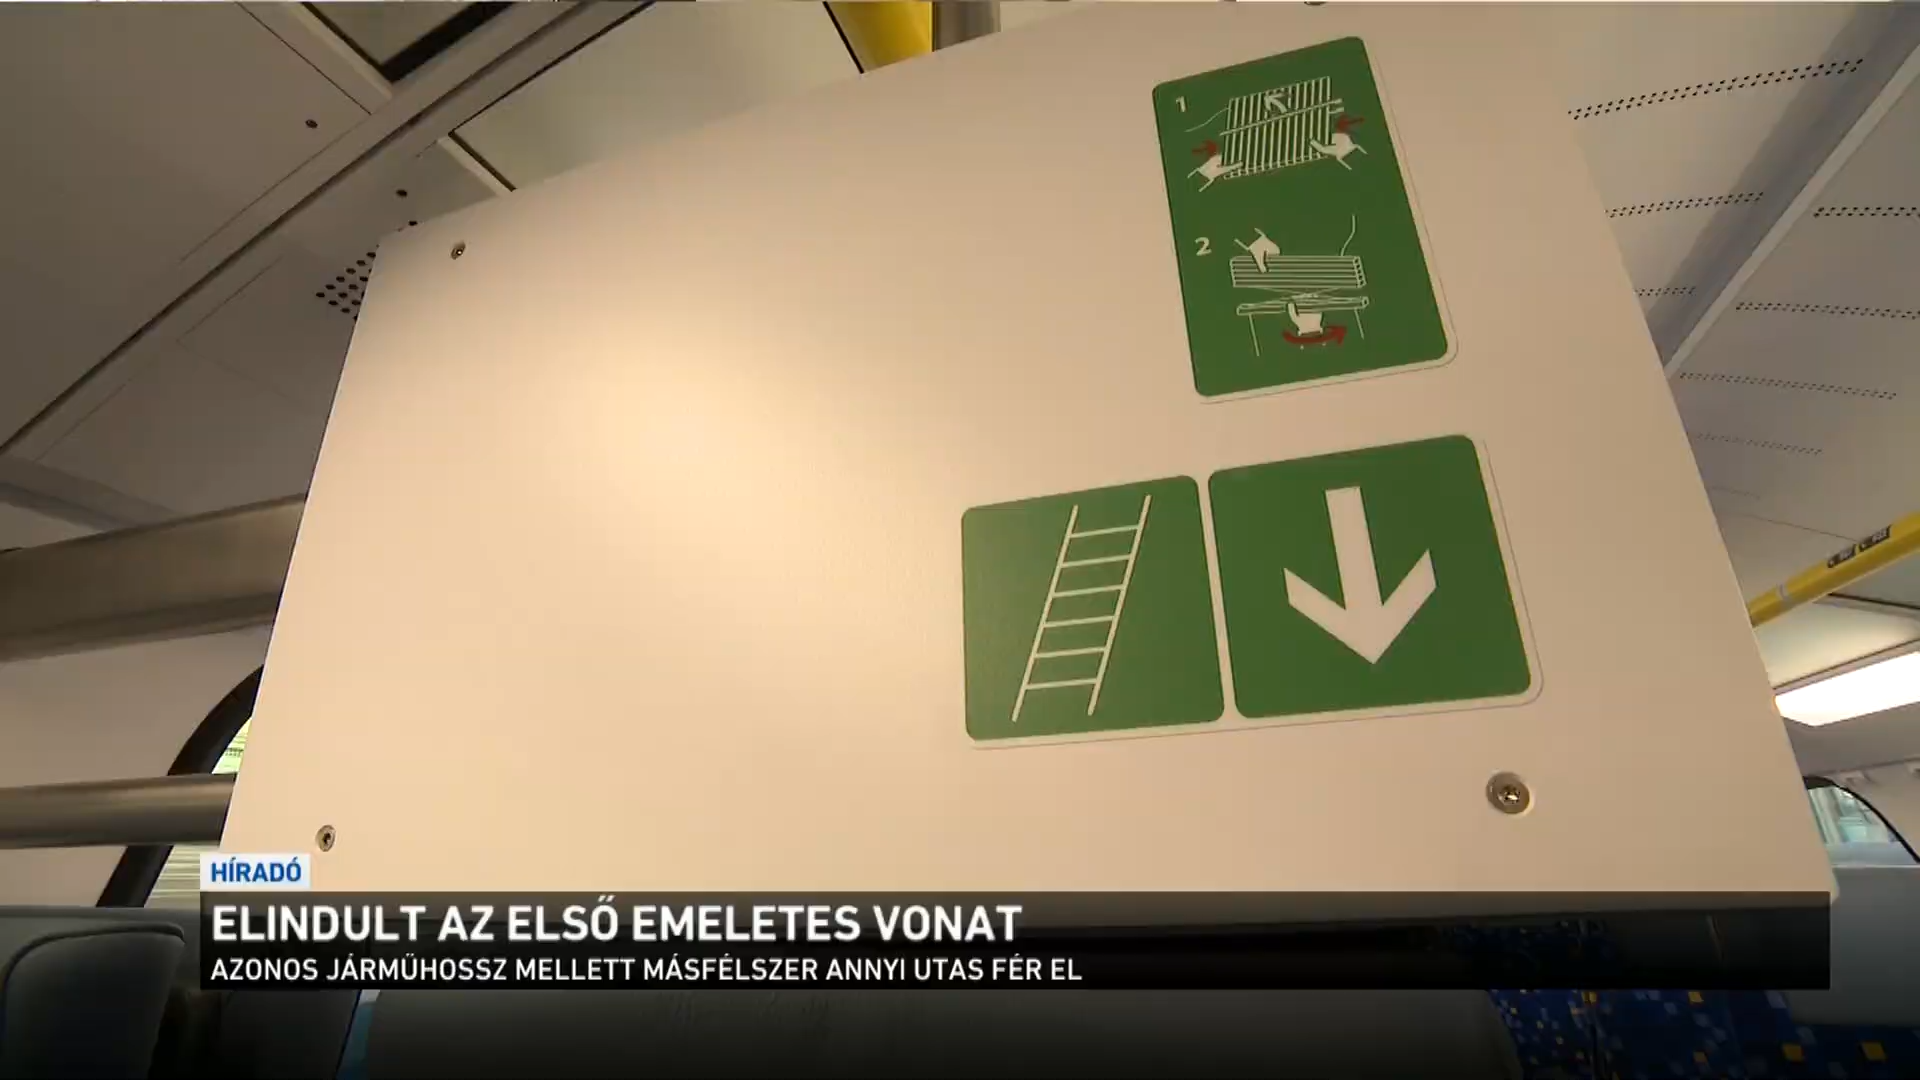 1
2
HÍRADÓ
ELINDULT AZ ELSŐ EMELETES VONAT
AZONOS JÁRMŰHOSSZ MELLETT MÁSFÉLSZER ANNYI UTAS FÉR EL